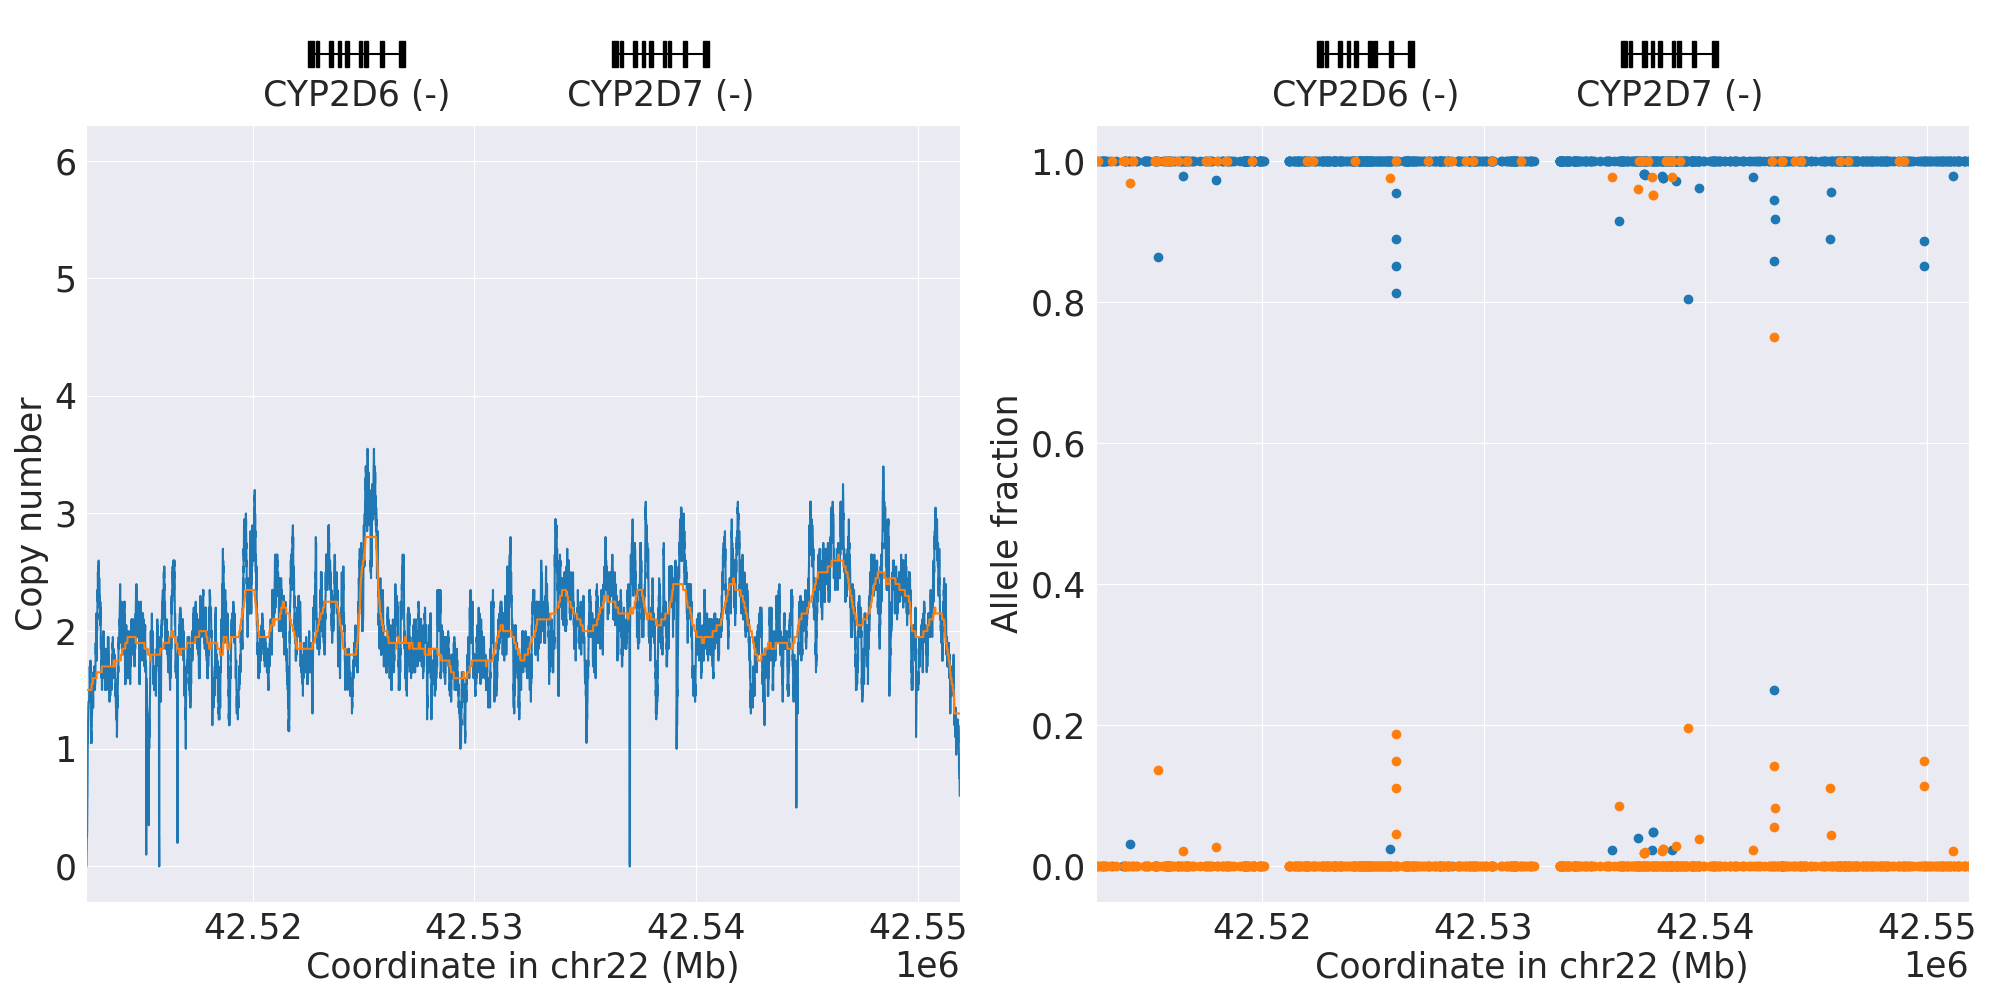 CYP2D6 (-) CYP2D7 (-)
6
5
4
3
2
1
0
Copy number
42.52 42.53 42.54 42.55
Coordinate in chr22 (Mb) 1e6
CYP2D6 (-) CYP2D7 (-)
1.0
0.8
0.6
0.4
0.2
0.0
Allele fraction
42.52 42.53 42.54 42.55
Coordinate in chr22 (Mb) 1e6